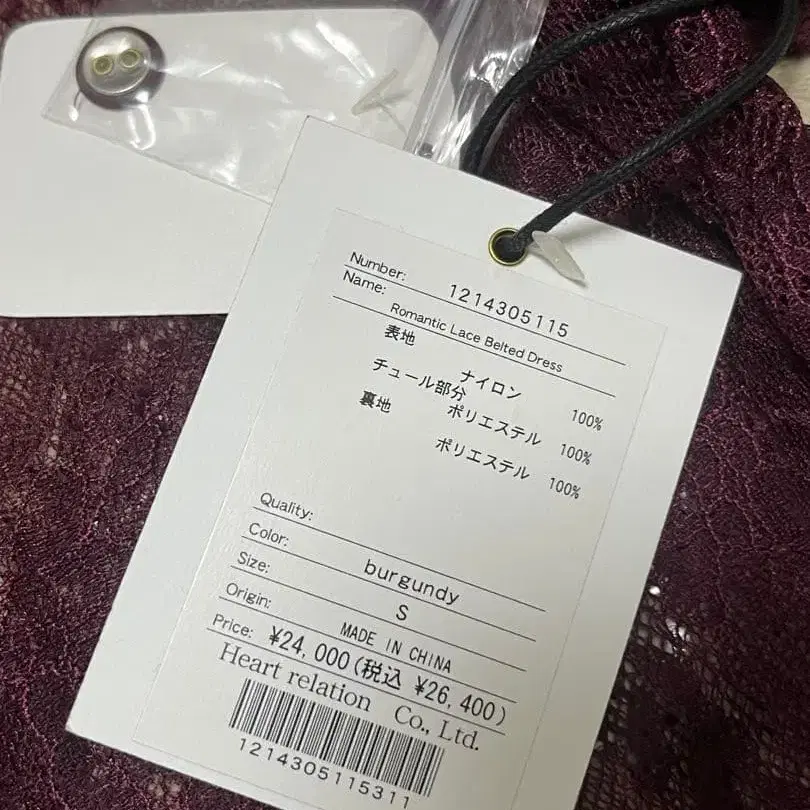 Number: 1214305115
Name: Romantic Lace Belted Dress
表地 ナイロン 100%
チュール部分 ポリエステル 100%
裏地 ポリエステル 100%
Quality:
Color: burgundy
Size: S
Origin: MADE IN CHINA
Price: ¥24,000(税込 ¥26,400)
Heart relation Co., Ltd.
1214305115311